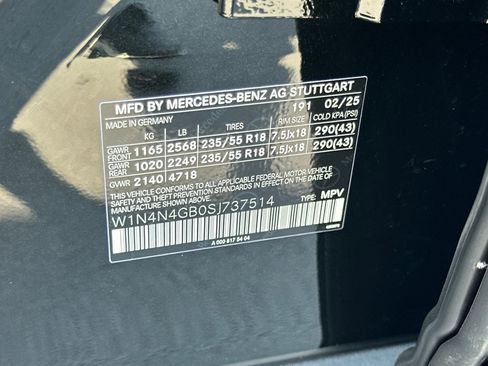 MFD BY MERCEDES-BENZ AG STUTTGART
MADE IN GERMANY 191 02/25
KG LB TIRES RIM SIZE COLD KPA(PSI)
GAWR FRONT 1165 2568 235/55 R18 7.5Jx18 290(43)
GAWR REAR 1020 2249 235/55 R18 7.5Jx18 290(43)
GVWR 2140 4718
THIS VEHICLE CONFORMS TO ALL APPLICABLE FEDERAL MOTOR VEHICLE
SAFETY AND THEFT PREVENTION STANDARDS IN EFFECT ON THE DATE
OF MANUFACTURE SHOWN ABOVE.
W1N4N4GB0SJ737514 TYPE: MPV
A 000 817 54 04